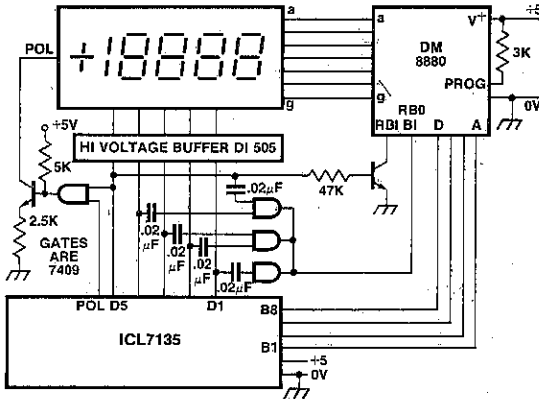 a
a
DM
8880
V+
+5
3K
PROG
0V
POL
+18888
g
g
RB0
RBI BI D A
+5V
HI VOLTAGE BUFFER DI 505
5K
.02μF
47K
2.5K
.02
μF
.02
μF
.02
μF
.02μF
GATES
ARE
7409
POL D5 D1
B8
ICL7135
B1
+5
0V